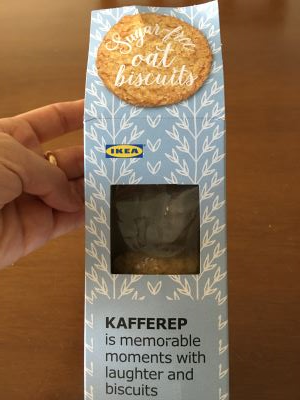 Sugar free
oat
biscuits
IKEA
KAFFEREP
is memorable
moments with
laughter and
biscuits